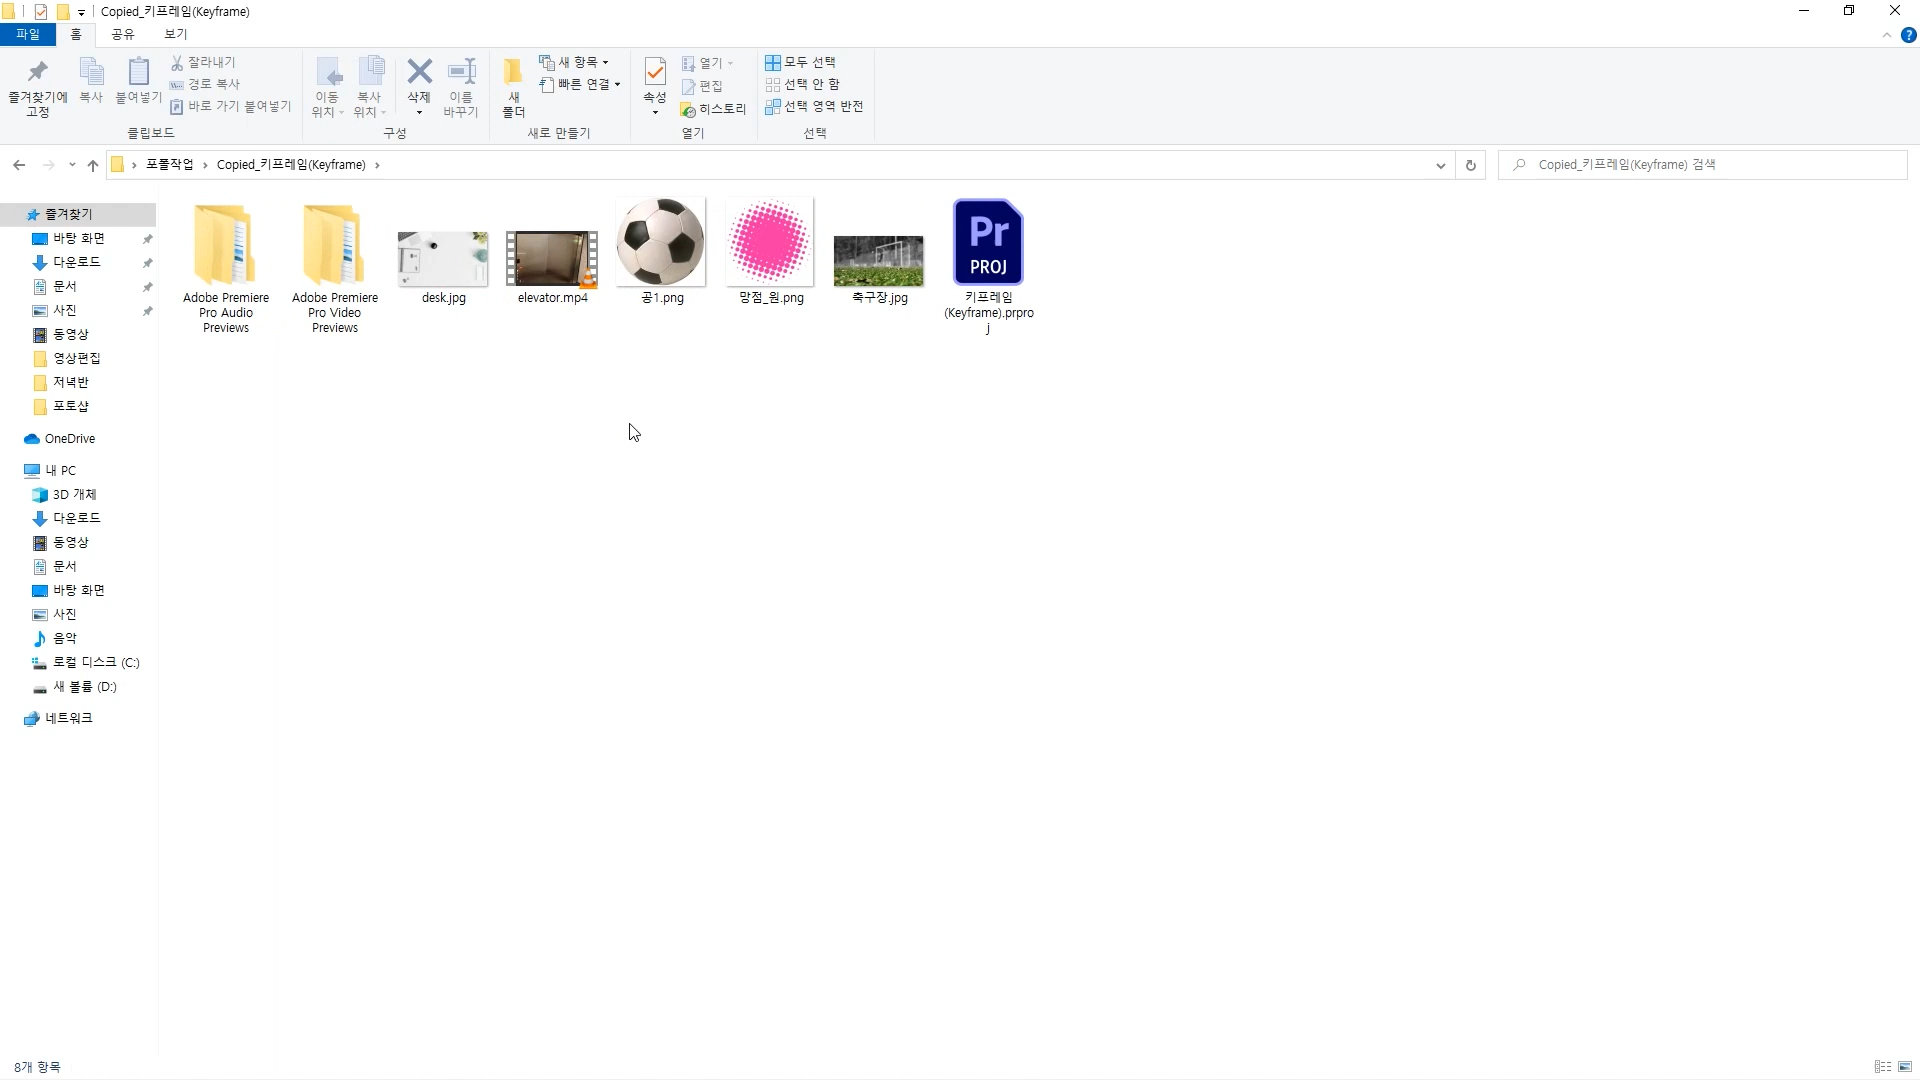 Copied_키프레임(Keyframe)
파일
홈
공유
보기
즐겨찾기에
고정
복사
붙여넣기
잘라내기
경로 복사
바로 가기 붙여넣기
클립보드
이동
위치
복사
위치
삭제
이름
바꾸기
구성
새
폴더
새 항목
빠른 연결
새로 만들기
속성
열기
편집
히스토리
열기
모두 선택
선택 안 함
선택 영역 반전
선택
포폴작업
Copied_키프레임(Keyframe)
Copied_키프레임(Keyframe) 검색
즐겨찾기
바탕 화면
다운로드
문서
사진
동영상
영상편집
저녁반
포토샵
OneDrive
내 PC
3D 개체
다운로드
동영상
문서
바탕 화면
사진
음악
로컬 디스크 (C:)
새 볼륨 (D:)
네트워크
Adobe Premiere
Pro Audio
Previews
Adobe Premiere
Pro Video
Previews
desk.jpg
elevator.mp4
공1.png
망점_원.png
축구장.jpg
Pr
PROJ
키프레임
(Keyframe).prpro
j
8개 항목